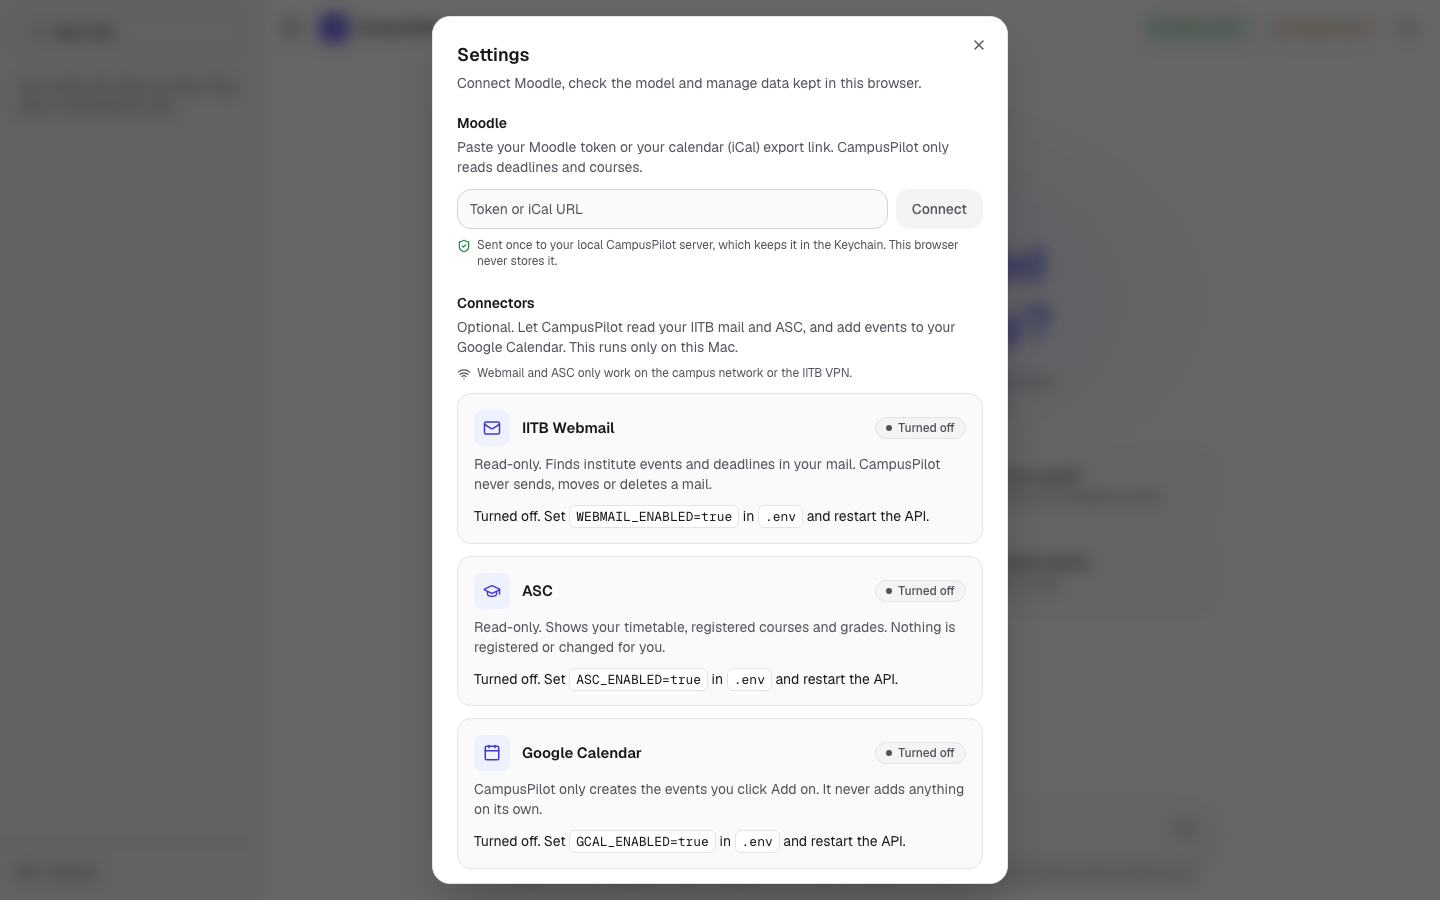 Settings
Connect Moodle, check the model and manage data kept in this browser.
Moodle
Paste your Moodle token or your calendar (iCal) export link. CampusPilot only
reads deadlines and courses.
Token or iCal URL
Connect
Sent once to your local CampusPilot server, which keeps it in the Keychain. This browser
never stores it.
Connectors
Optional. Let CampusPilot read your IITB mail and ASC, and add events to your
Google Calendar. This runs only on this Mac.
Webmail and ASC only work on the campus network or the IITB VPN.
IITB Webmail
Turned off
Read-only. Finds institute events and deadlines in your mail. CampusPilot
never sends, moves or deletes a mail.
Turned off. Set WEBMAIL_ENABLED=true in .env and restart the API.
ASC
Turned off
Read-only. Shows your timetable, registered courses and grades. Nothing is
registered or changed for you.
Turned off. Set ASC_ENABLED=true in .env and restart the API.
Google Calendar
Turned off
CampusPilot only creates the events you click Add on. It never adds anything
on its own.
Turned off. Set GCAL_ENABLED=true in .env and restart the API.